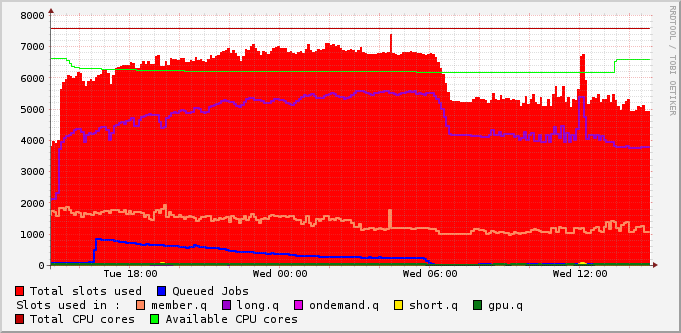 RRDTOOL / TOBI OETIKER
8000
7000
6000
5000
4000
3000
2000
1000
0
Tue 18:00 Wed 00:00 Wed 06:00 Wed 12:00
Total slots used Queued Jobs
Slots used in : member.q long.q ondemand.q short.q gpu.q
Total CPU cores Available CPU cores